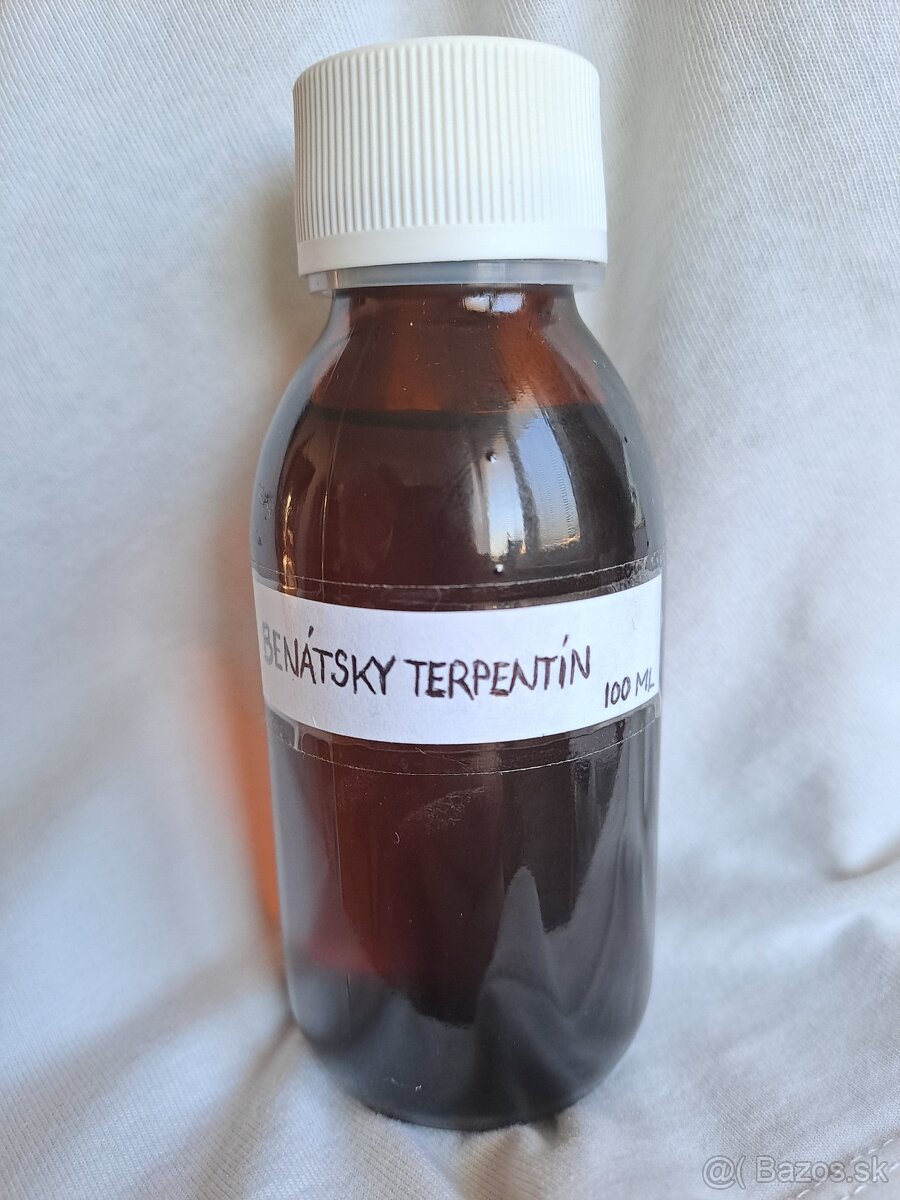 BENÁTSKY TERPENTÍN
100 ML
@( Bazos.sk